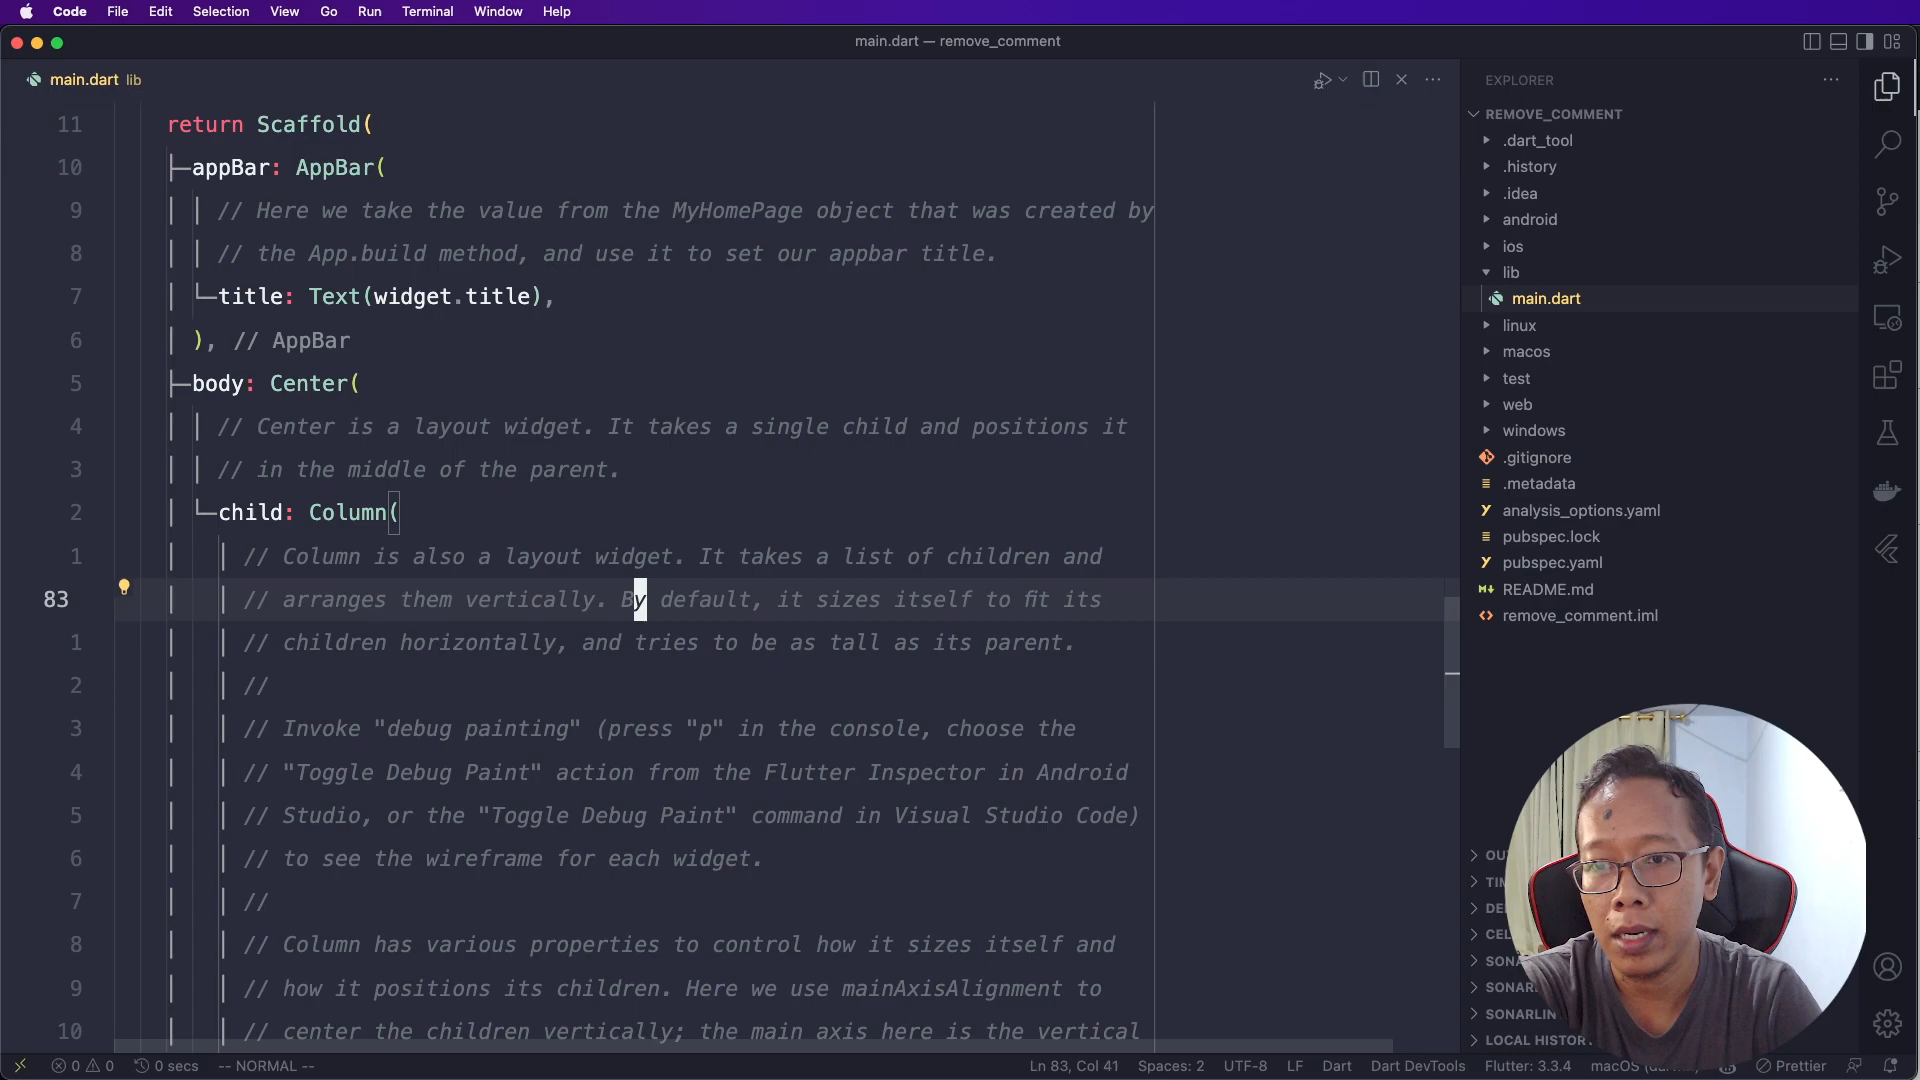 Code File Edit Selection View Go Run Terminal Window Help
main.dart — remove_comment
main.dart lib
11 return Scaffold(
10 appBar: AppBar(
9 // Here we take the value from the MyHomePage object that was created by
8 // the App.build method, and use it to set our appbar title.
7 title: Text(widget.title),
6 ), // AppBar
5 body: Center(
4 // Center is a layout widget. It takes a single child and positions it
3 // in the middle of the parent.
2 child: Column(
1 // Column is also a layout widget. It takes a list of children and
83 // arranges them vertically. By default, it sizes itself to fit its
1 // children horizontally, and tries to be as tall as its parent.
2 //
3 // Invoke "debug painting" (press "p" in the console, choose the
4 // "Toggle Debug Paint" action from the Flutter Inspector in Android
5 // Studio, or the "Toggle Debug Paint" command in Visual Studio Code)
6 // to see the wireframe for each widget.
7 //
8 // Column has various properties to control how it sizes itself and
9 // how it positions its children. Here we use mainAxisAlignment to
10 // center the children vertically; the main axis here is the vertical
EXPLORER
REMOVE_COMMENT
.dart_tool
.history
.idea
android
ios
lib
main.dart
linux
macos
test
web
windows
.gitignore
.metadata
analysis_options.yaml
pubspec.lock
pubspec.yaml
README.md
remove_comment.iml
SONARLIN
LOCAL HISTOR
0 0 0 secs -- NORMAL -- Ln 83, Col 41 Spaces: 2 UTF-8 LF Dart Dart DevTools Flutter: 3.3.4 macOS Prettier